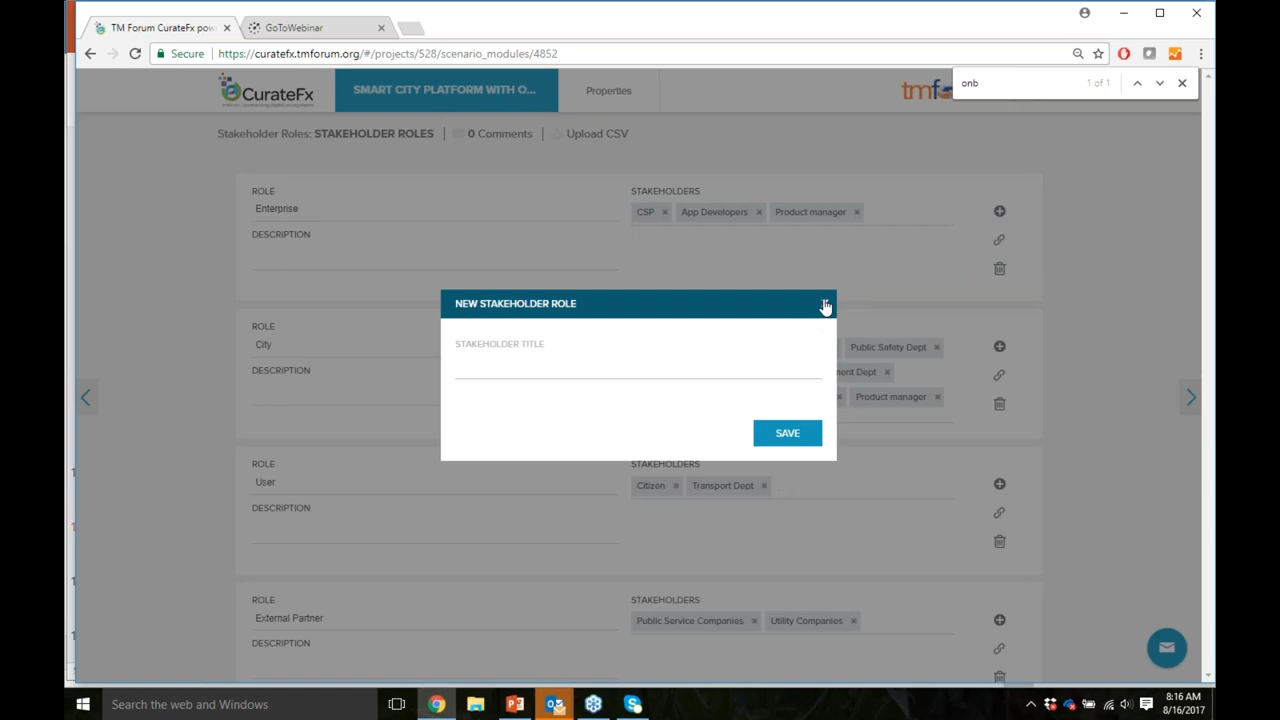 TM Forum CurateFx pow
GoToWebinar
Secure
https://curatefx.tmforum.org/#/projects/528/scenario_modules/4852
onb
1 of 1
CurateFx
SMART CITY PLATFORM WITH O...
Properties
tmf
Stakeholder Roles: STAKEHOLDER ROLES
0 Comments
Upload CSV
ROLE
Enterprise
DESCRIPTION
STAKEHOLDERS
CSP
App Developers
Product manager
ROLE
City
DESCRIPTION
Public Safety Dept
ment Dept
Product manager
NEW STAKEHOLDER ROLE
STAKEHOLDER TITLE
SAVE
ROLE
User
DESCRIPTION
STAKEHOLDERS
Citizen
Transport Dept
ROLE
External Partner
DESCRIPTION
STAKEHOLDERS
Public Service Companies
Utility Companies
Search the web and Windows
8:16 AM
8/16/2017